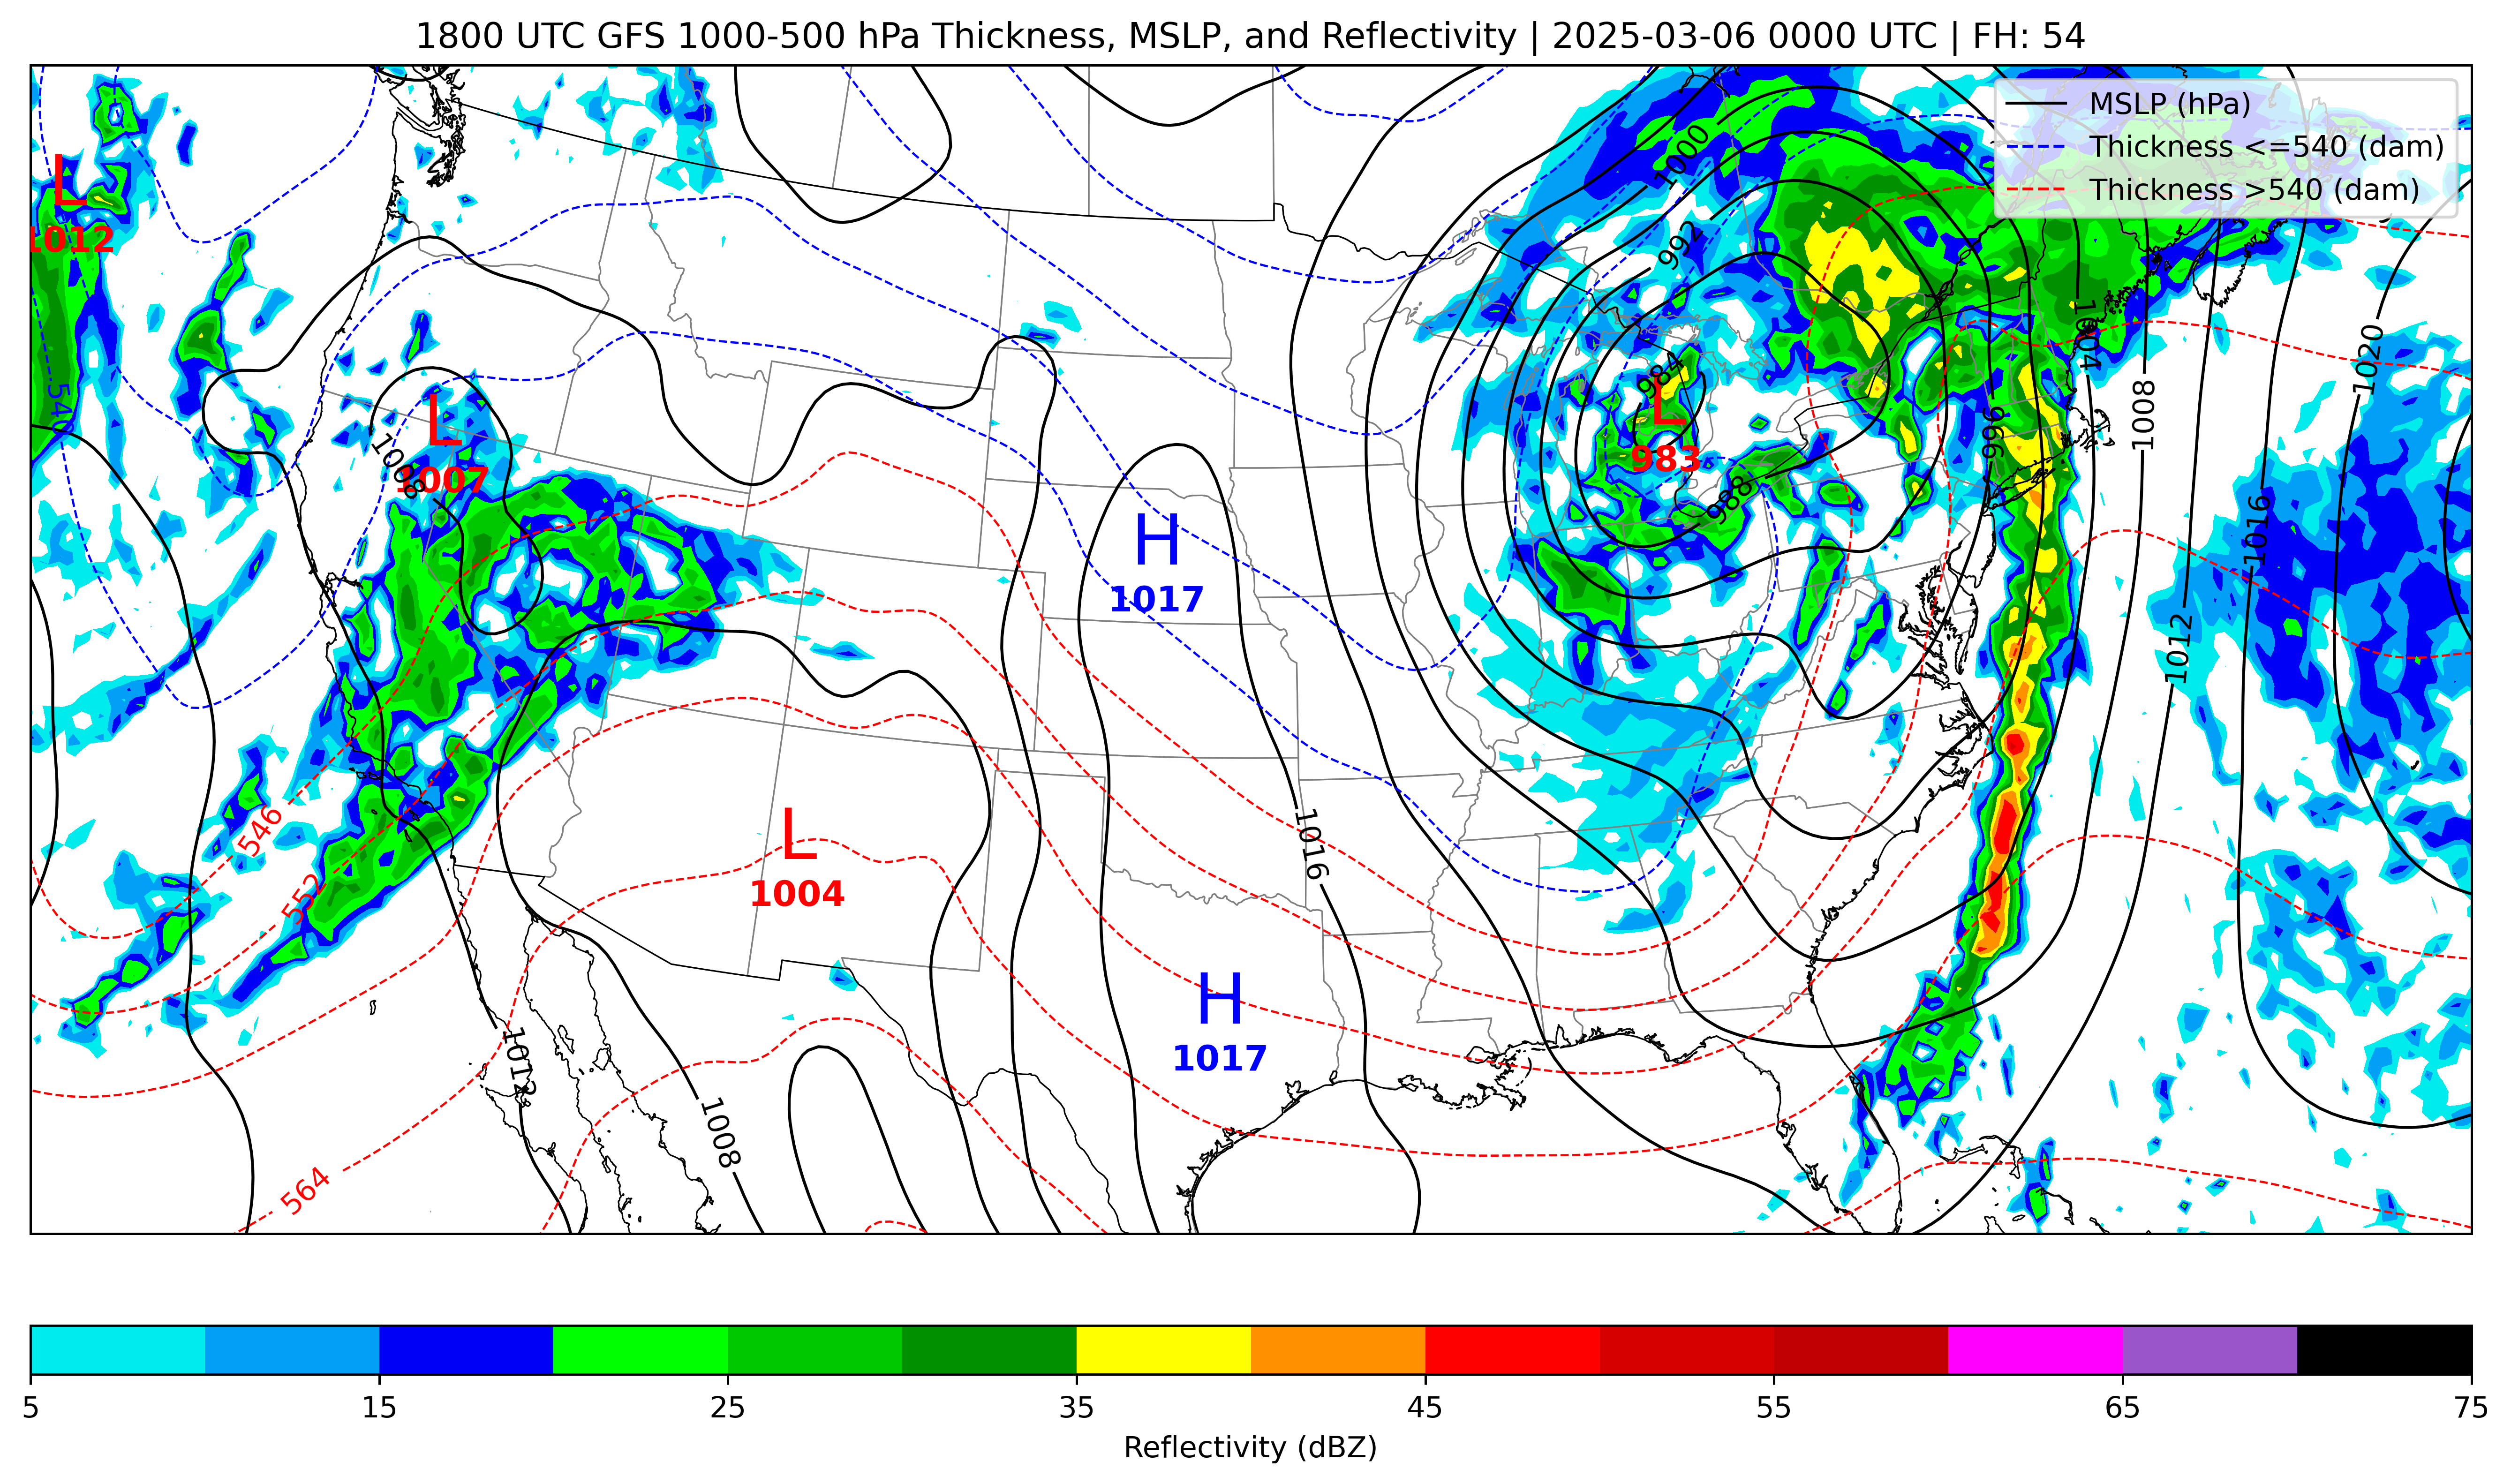 1800 UTC GFS 1000-500 hPa Thickness, MSLP, and Reflectivity | 2025-03-06 0000 UTC | FH: 54
MSLP (hPa)
Thickness <=540 (dam)
Thickness >540 (dam)
1000
992
L
1012
1004
1020
984
L
983
540
L
1007
1008
1008
996
988
1016
H
1017
1012
546
552
L
1004
1016
H
1017
1012
1008
564
5
15
25
35
45
55
65
75
Reflectivity (dBZ)